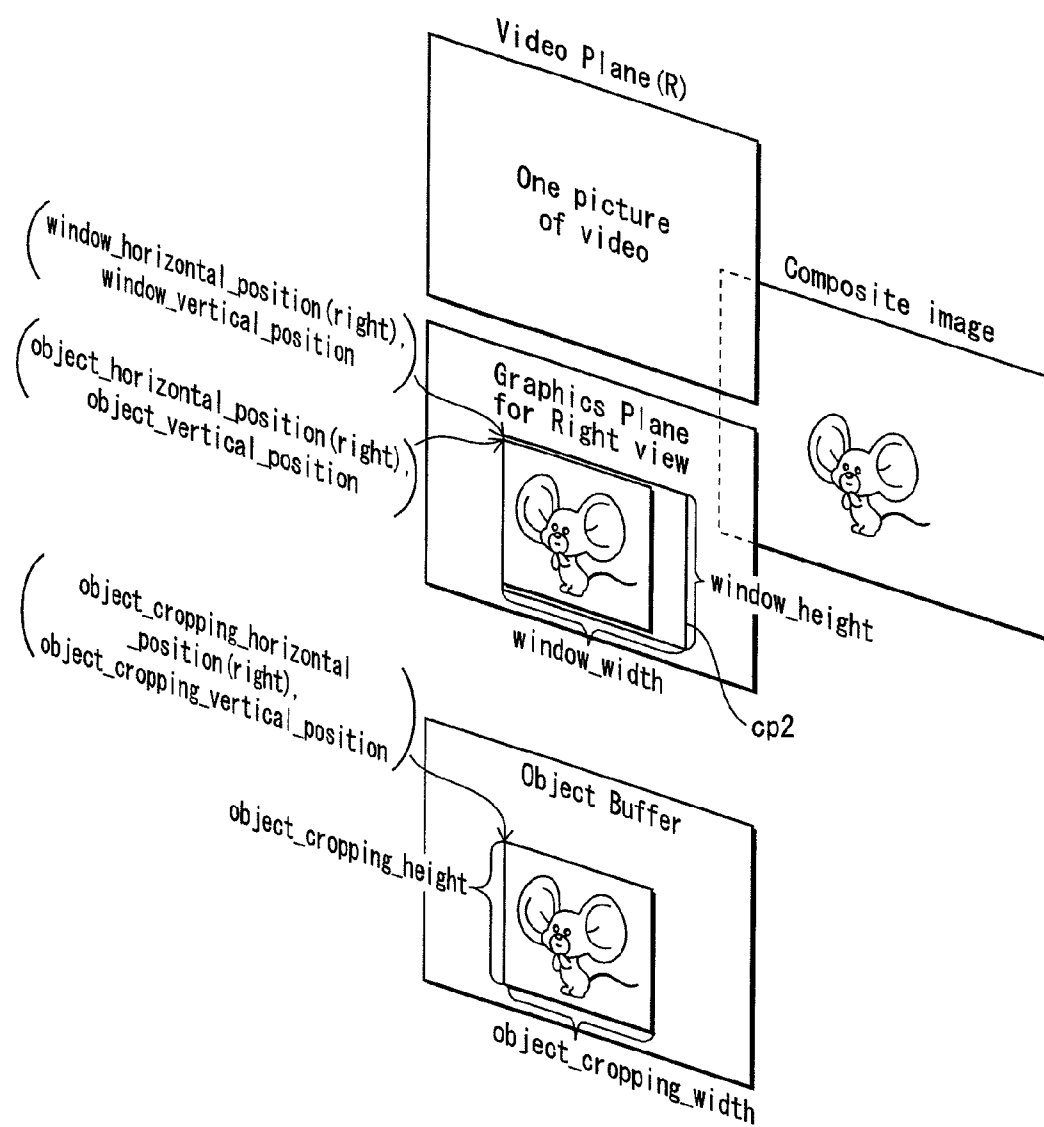 Video Plane(R)
One picture
of video
window_horizontal_position(right),
window_vertical_position
Composite image
object_horizontal_position(right),
object_vertical_position
Graphics Plane
for Right view
window_height
window_width
cp2
object_cropping_horizontal
_position(right),
object_cropping_vertical_position
Object Buffer
object_cropping_height
object_cropping_width